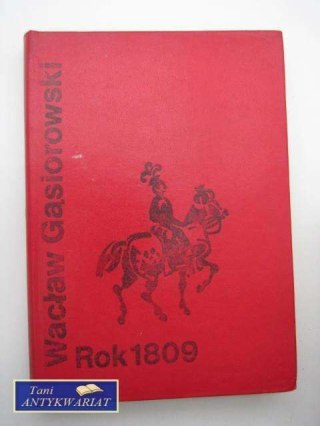 Wacław Gąsiorowski
Rok 1809
Tani
ANTYKWARIAT